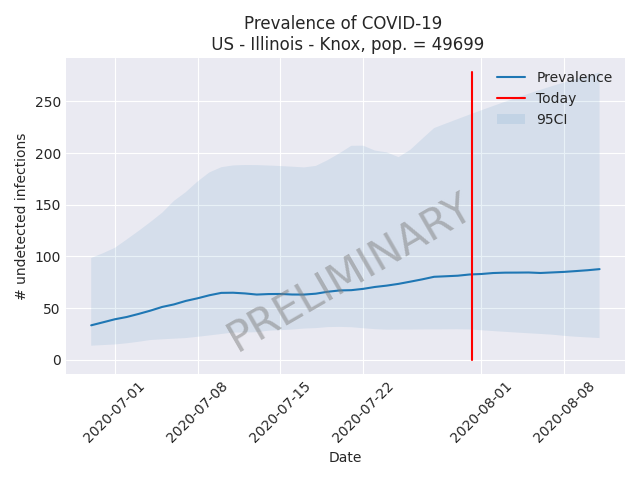 Prevalence of COVID-19
US - Illinois - Knox, pop. = 49699
# undetected infections
250
200
150
100
50
0
Prevalence
Today
95CI
PRELIMINARY
2020-07-01
2020-07-08
2020-07-15
2020-07-22
2020-08-01
2020-08-08
Date